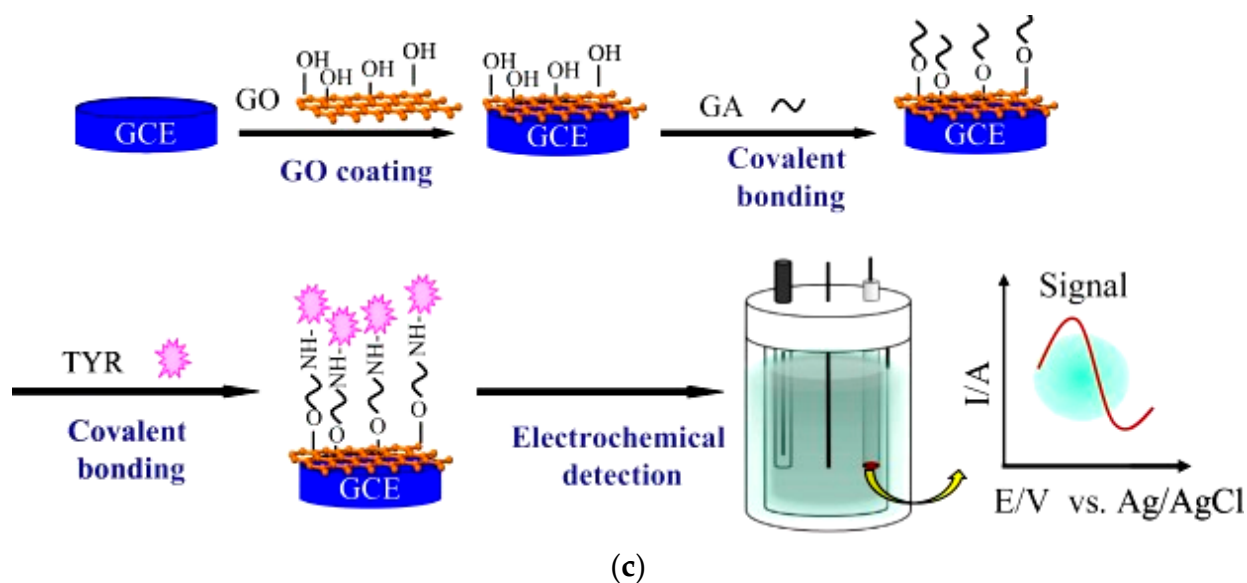 OH OH OH OH
GO
GCE
GO coating
OH OH OH OH
GCE
GA
Covalent
bonding
O O O O
GCE
TYR
Covalent
bonding
-NH- -NH- -NH- -NH-
O O O O
GCE
Electrochemical
detection
Signal
I/A
E/V vs. Ag/AgCl
(c)